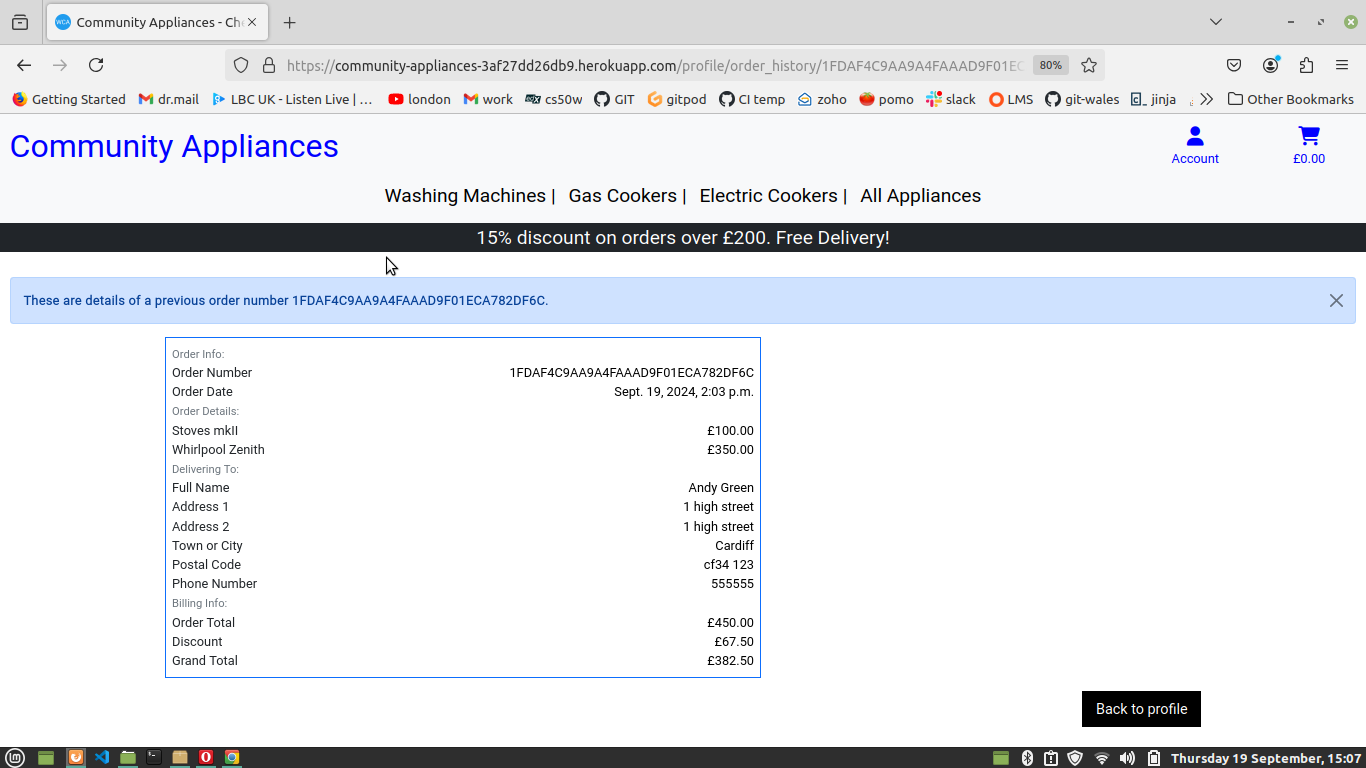 WCA Community Appliances - Che
https://community-appliances-3af27dd26db9.herokuapp.com/profile/order_history/1FDAF4C9AA9A4FAAAD9F01EC 80%
Getting Started dr.mail LBC UK - Listen Live | ... london work cs50w GIT gitpod CI temp zoho pomo slack LMS git-wales jinja Other Bookmarks
Community Appliances
Account £0.00
Washing Machines | Gas Cookers | Electric Cookers | All Appliances
15% discount on orders over £200. Free Delivery!
These are details of a previous order number 1FDAF4C9AA9A4FAAAD9F01ECA782DF6C.
Order Info:
Order Number 1FDAF4C9AA9A4FAAAD9F01ECA782DF6C
Order Date Sept. 19, 2024, 2:03 p.m.
Order Details:
Stoves mkII £100.00
Whirlpool Zenith £350.00
Delivering To:
Full Name Andy Green
Address 1 1 high street
Address 2 1 high street
Town or City Cardiff
Postal Code cf34 123
Phone Number 555555
Billing Info:
Order Total £450.00
Discount £67.50
Grand Total £382.50
Back to profile
Thursday 19 September, 15:07